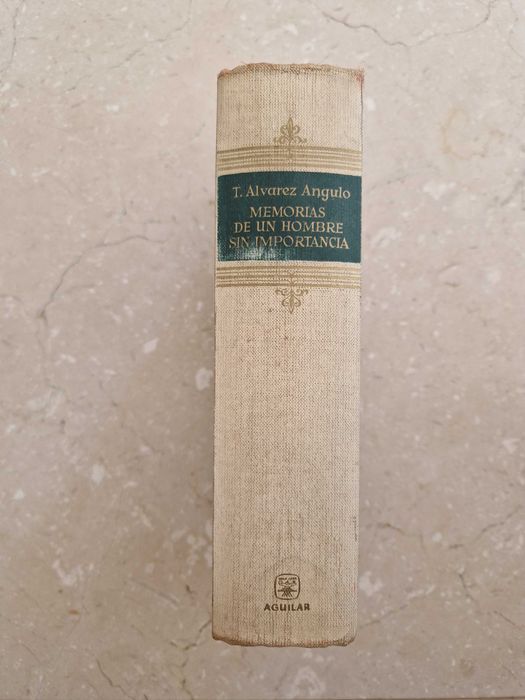 T. Alvarez Angulo
MEMORIAS
DE UN HOMBRE
SIN IMPORTANCIA
AGUILAR